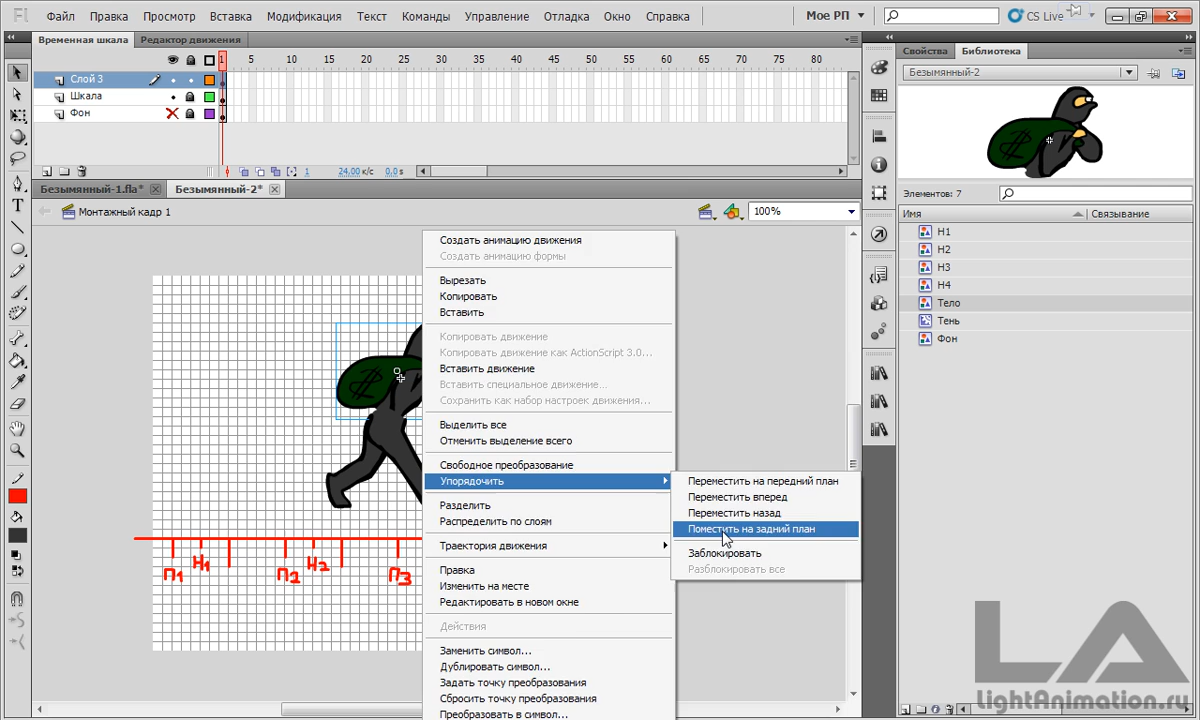 Fl Файл Правка Просмотр Вставка Модификация Текст Команды Управление Отладка Окно Справка Мое РП CS Live
Временная шкала Редактор движения
1 5 10 15 20 25 30 35 40 45 50 55 60 65 70 75 80
Слой 3
Шкала
Фон
1 24,00 к/с 0,0 s
Безымянный-1.fla* Безымянный-2*
Монтажный кадр 1 100%
Создать анимацию движения
Создать анимацию формы
Вырезать
Копировать
Вставить
Копировать движение
Копировать движение как ActionScript 3.0...
Вставить движение
Вставить специальное движение...
Сохранить как набор настроек движения...
Выделить все
Отменить выделение всего
Свободное преобразование
Упорядочить
Разделить
Распределить по слоям
Траектория движения
Правка
Изменить на месте
Редактировать в новом окне
Действия
Заменить символ...
Дублировать символ...
Задать точку преобразования
Сбросить точку преобразования
Преобразовать в символ...
Переместить на передний план
Переместить вперед
Переместить назад
Поместить на задний план
Заблокировать
Разблокировать все
П1 Н1 П2 Н2 П3
Свойства Библиотека
Безымянный-2
Элементов: 7
Имя Связывание
Н1
Н2
Н3
Н4
Тело
Тень
Фон
LA
LightAnimation.ru